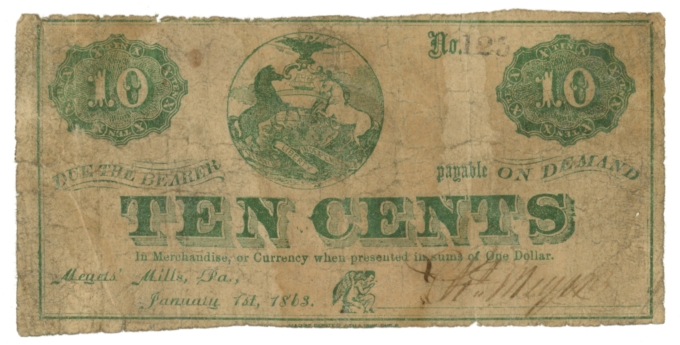 No. 125
10 10
DUE THE BEARER payable ON DEMAND
TEN CENTS
In Merchandise, or Currency when presented in sums of One Dollar.
Meyers' Mills, Pa.,
January 1st, 1863.